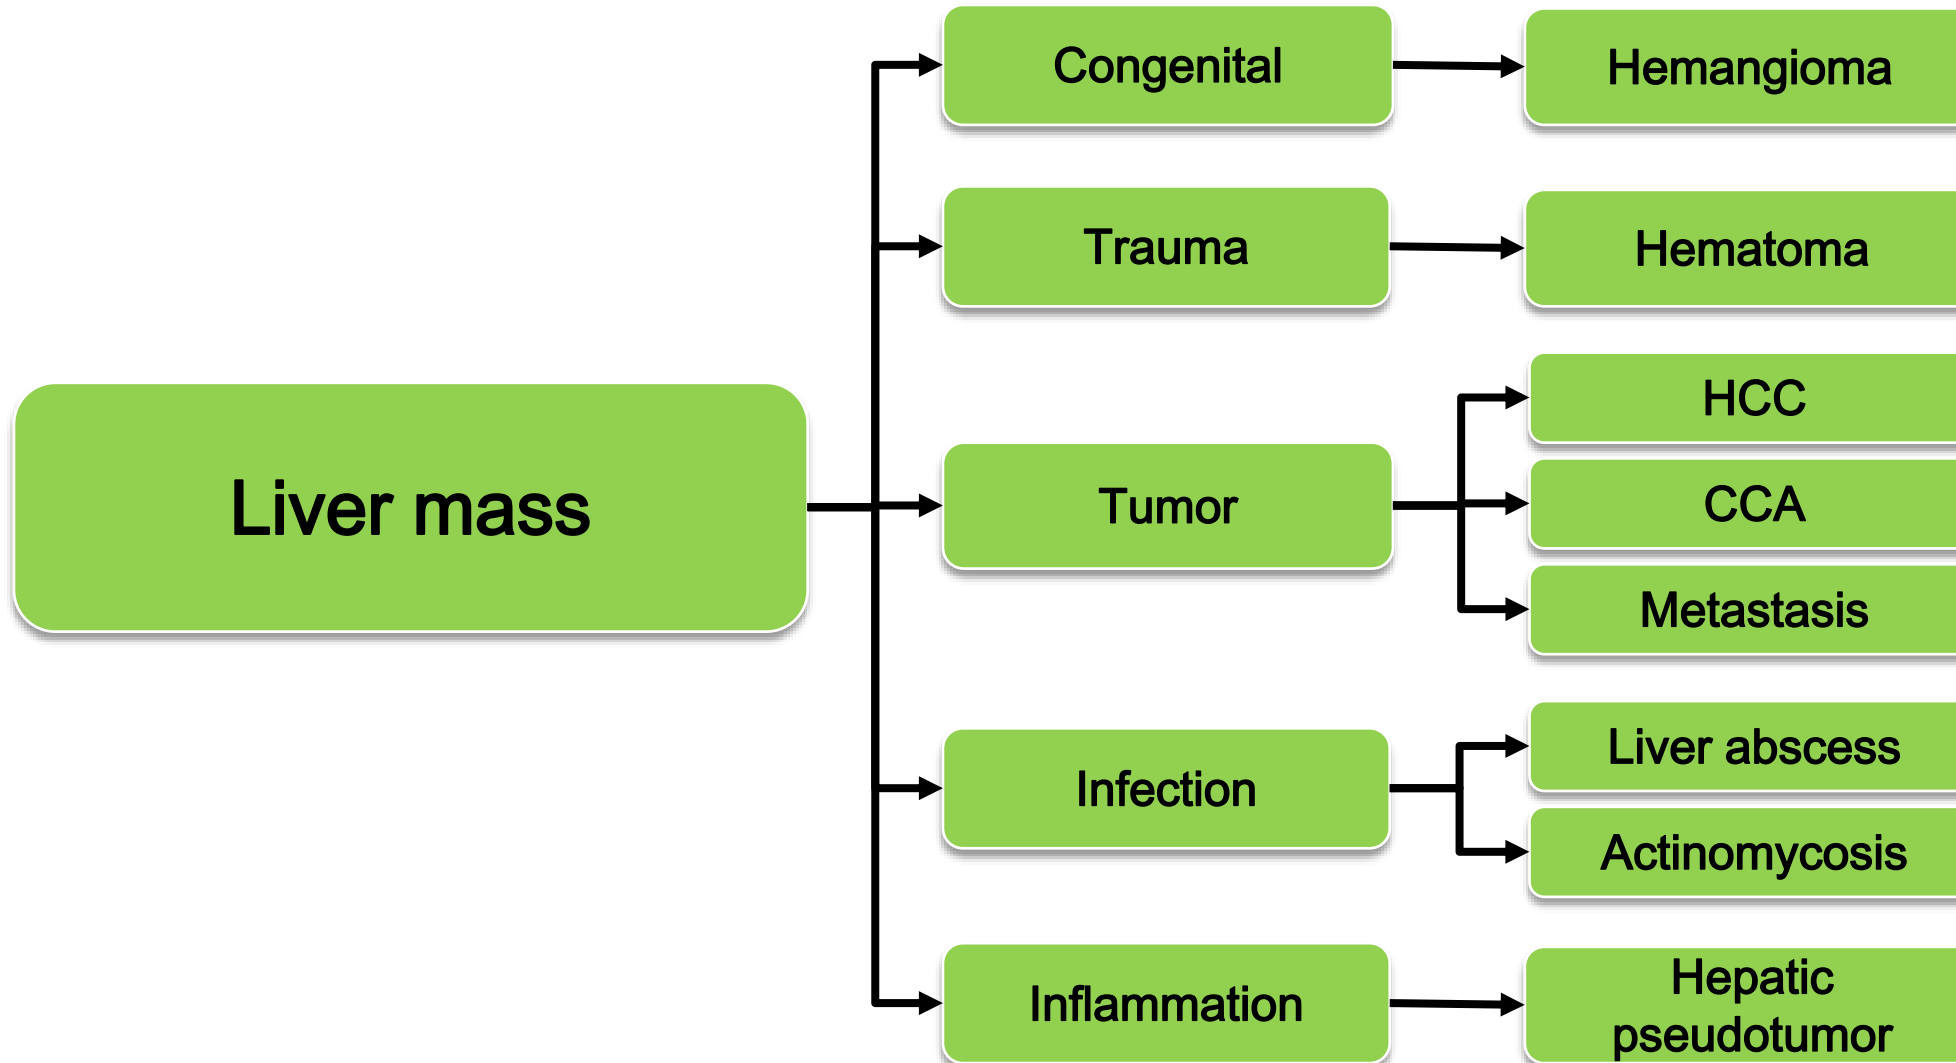 Liver mass
Congenital
Hemangioma
Trauma
Hematoma
Tumor
HCC
CCA
Metastasis
Infection
Liver abscess
Actinomycosis
Inflammation
Hepatic
pseudotumor